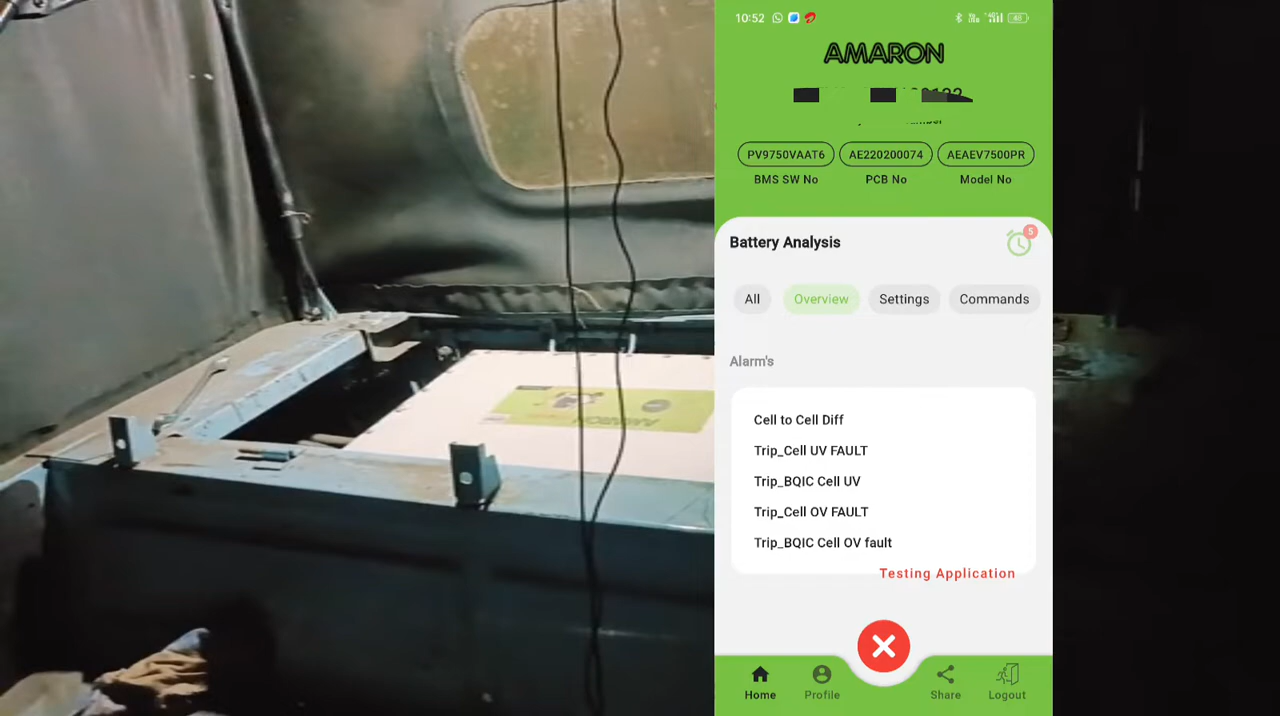 10:52
48
AMARON
PV9750VAAT6 AE220200074 AEAEV7500PR
BMS SW No PCB No Model No
Battery Analysis
5
All Overview Settings Commands
Alarm's
Cell to Cell Diff
Trip_Cell UV FAULT
Trip_BQIC Cell UV
Trip_Cell OV FAULT
Trip_BQIC Cell OV fault
Testing Application
Home Profile Share Logout
AMARON